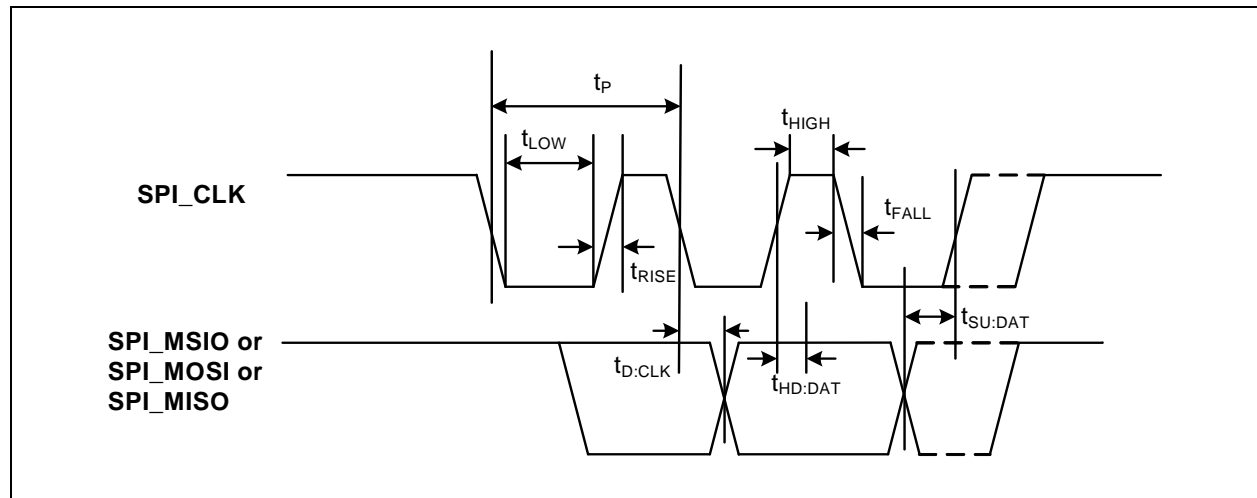 tP
tLOW
tHIGH
SPI_CLK
tFALL
tRISE
SPI_MSIO or
SPI_MOSI or
SPI_MISO
tSU:DAT
tD:CLK
tHD:DAT